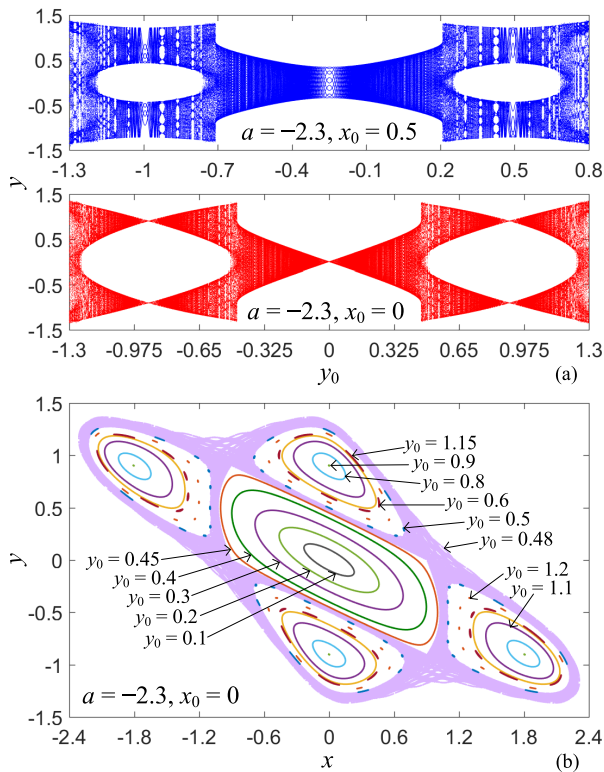 1.5
0.5
-0.5
-1.5
a = −2.3, x0 = 0.5
-1.3 -1 -0.7 -0.4 -0.1 0.2 0.5 0.8
y
1.5
0.5
-0.5
-1.5
a = −2.3, x0 = 0
-1.3 -0.975 -0.65 -0.325 0 0.325 0.65 0.975 1.3
y0
(a)
1.5
1
0.5
0
-0.5
-1
-1.5
y
y0 = 1.15
y0 = 0.9
y0 = 0.8
y0 = 0.6
y0 = 0.5
y0 = 0.48
y0 = 0.45
y0 = 0.4
y0 = 0.3
y0 = 0.2
y0 = 0.1
y0 = 1.2
y0 = 1.1
a = −2.3, x0 = 0
-2.4 -1.8 -1.2 -0.6 0 0.6 1.2 1.8 2.4
x
(b)